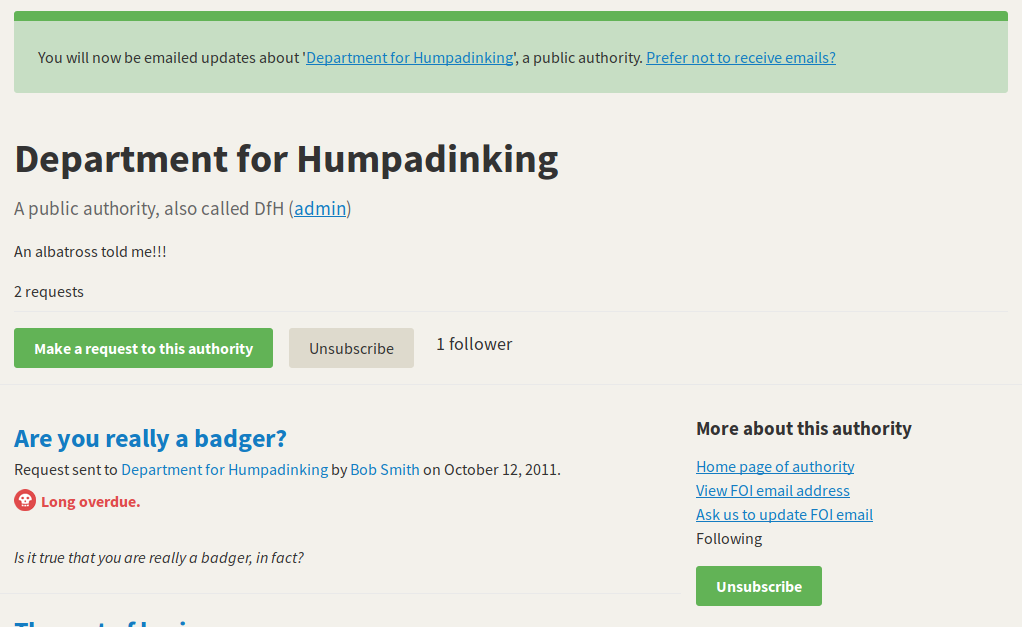 You will now be emailed updates about 'Department for Humpadinking', a public authority. Prefer not to receive emails?
Department for Humpadinking
A public authority, also called DfH (admin)
An albatross told me!!!
2 requests
Make a request to this authority
Unsubscribe
1 follower
Are you really a badger?
Request sent to Department for Humpadinking by Bob Smith on October 12, 2011.
Long overdue.
Is it true that you are really a badger, in fact?
More about this authority
Home page of authority
View FOI email address
Ask us to update FOI email
Following
Unsubscribe